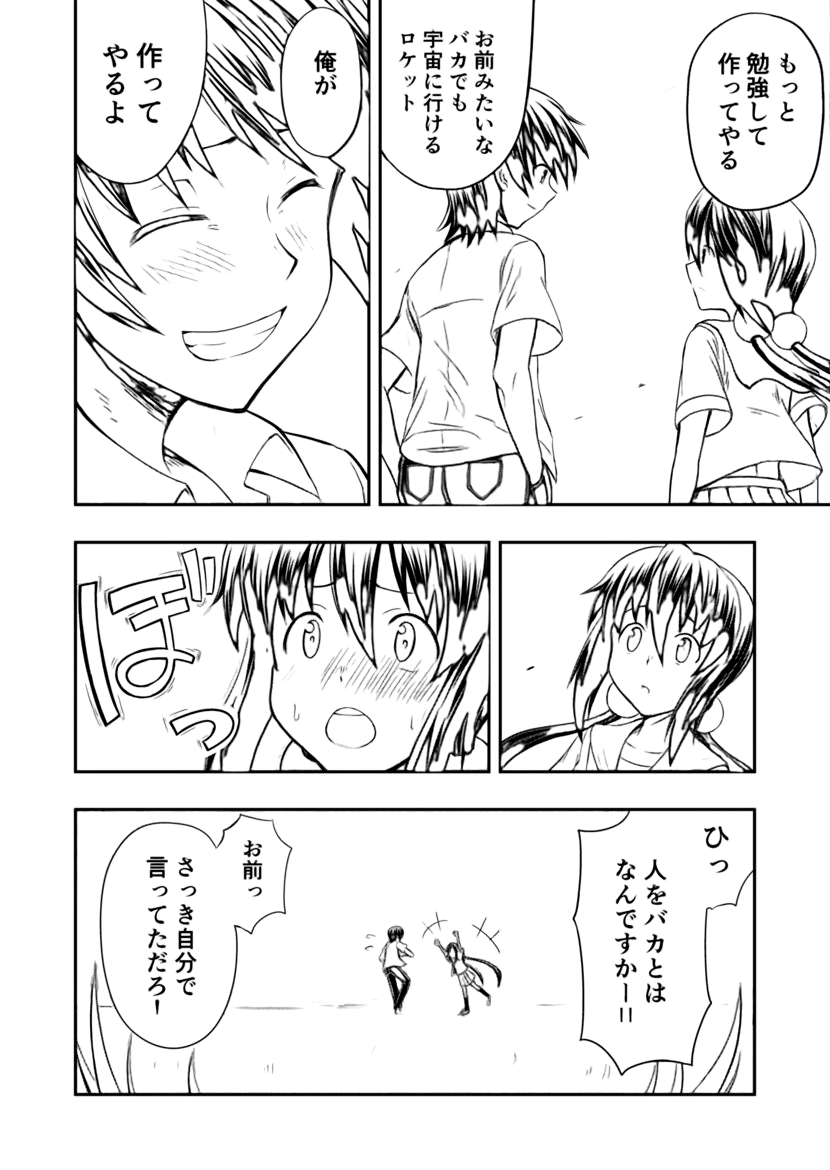 もっと
勉強して
作ってやる
お前みたいな
バカでも
宇宙に行ける
ロケット
俺が
作って
やるよ
ぼっ
ひっ
人をバカとは
なんですかー!!
お前っ
さっき自分で
言ってただろ!